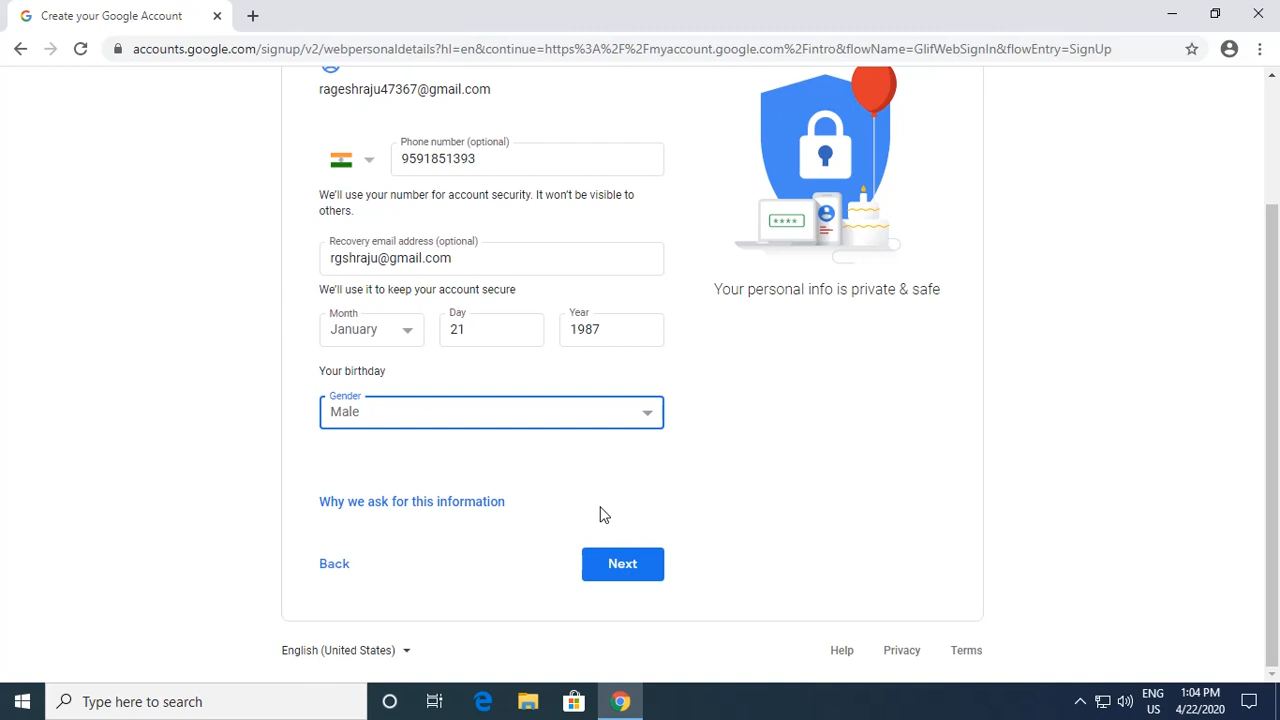 Create your Google Account
accounts.google.com/signup/v2/webpersonaldetails?hl=en&continue=https%3A%2F%2Fmyaccount.google.com%2Fintro&flowName=GlifWebSignIn&flowEntry=SignUp
rageshraju47367@gmail.com
Phone number (optional)
9591851393
We'll use your number for account security. It won't be visible to
others.
Recovery email address (optional)
rgshraju@gmail.com
We'll use it to keep your account secure
Month Day Year
January 21 1987
Your birthday
Gender
Male
Why we ask for this information
Back Next
****
Your personal info is private & safe
English (United States) Help Privacy Terms
Type here to search
ENG
US
1:04 PM
4/22/2020